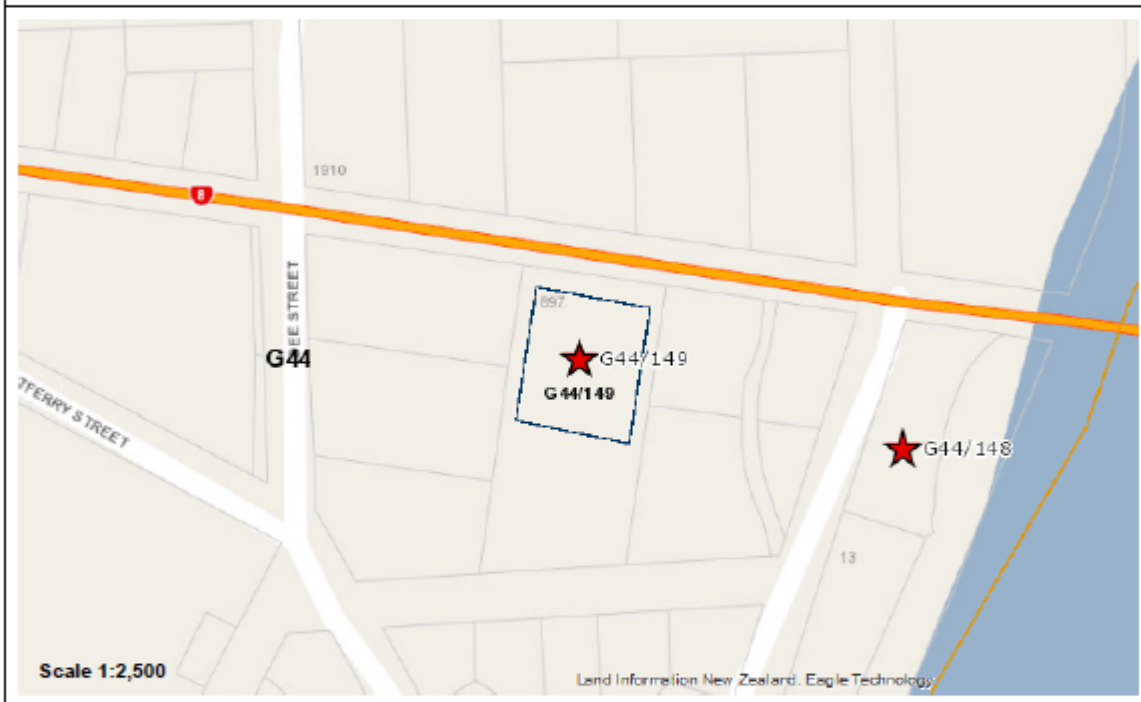 1910
8
EE STREET
897
G44
G44/149
G44/149
TFERRY STREET
G44/148
13
Scale 1:2,500
Land Information New Zealand, Eagle Technology